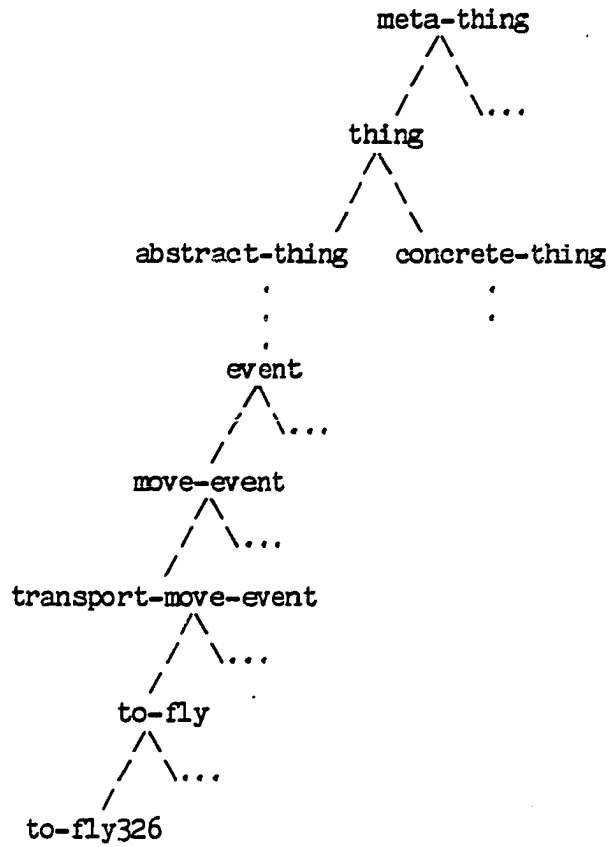 meta-thing
...
thing
abstract-thing concrete-thing
event
...
move-event
...
transport-move-event
...
to-fly
...
to-fly326